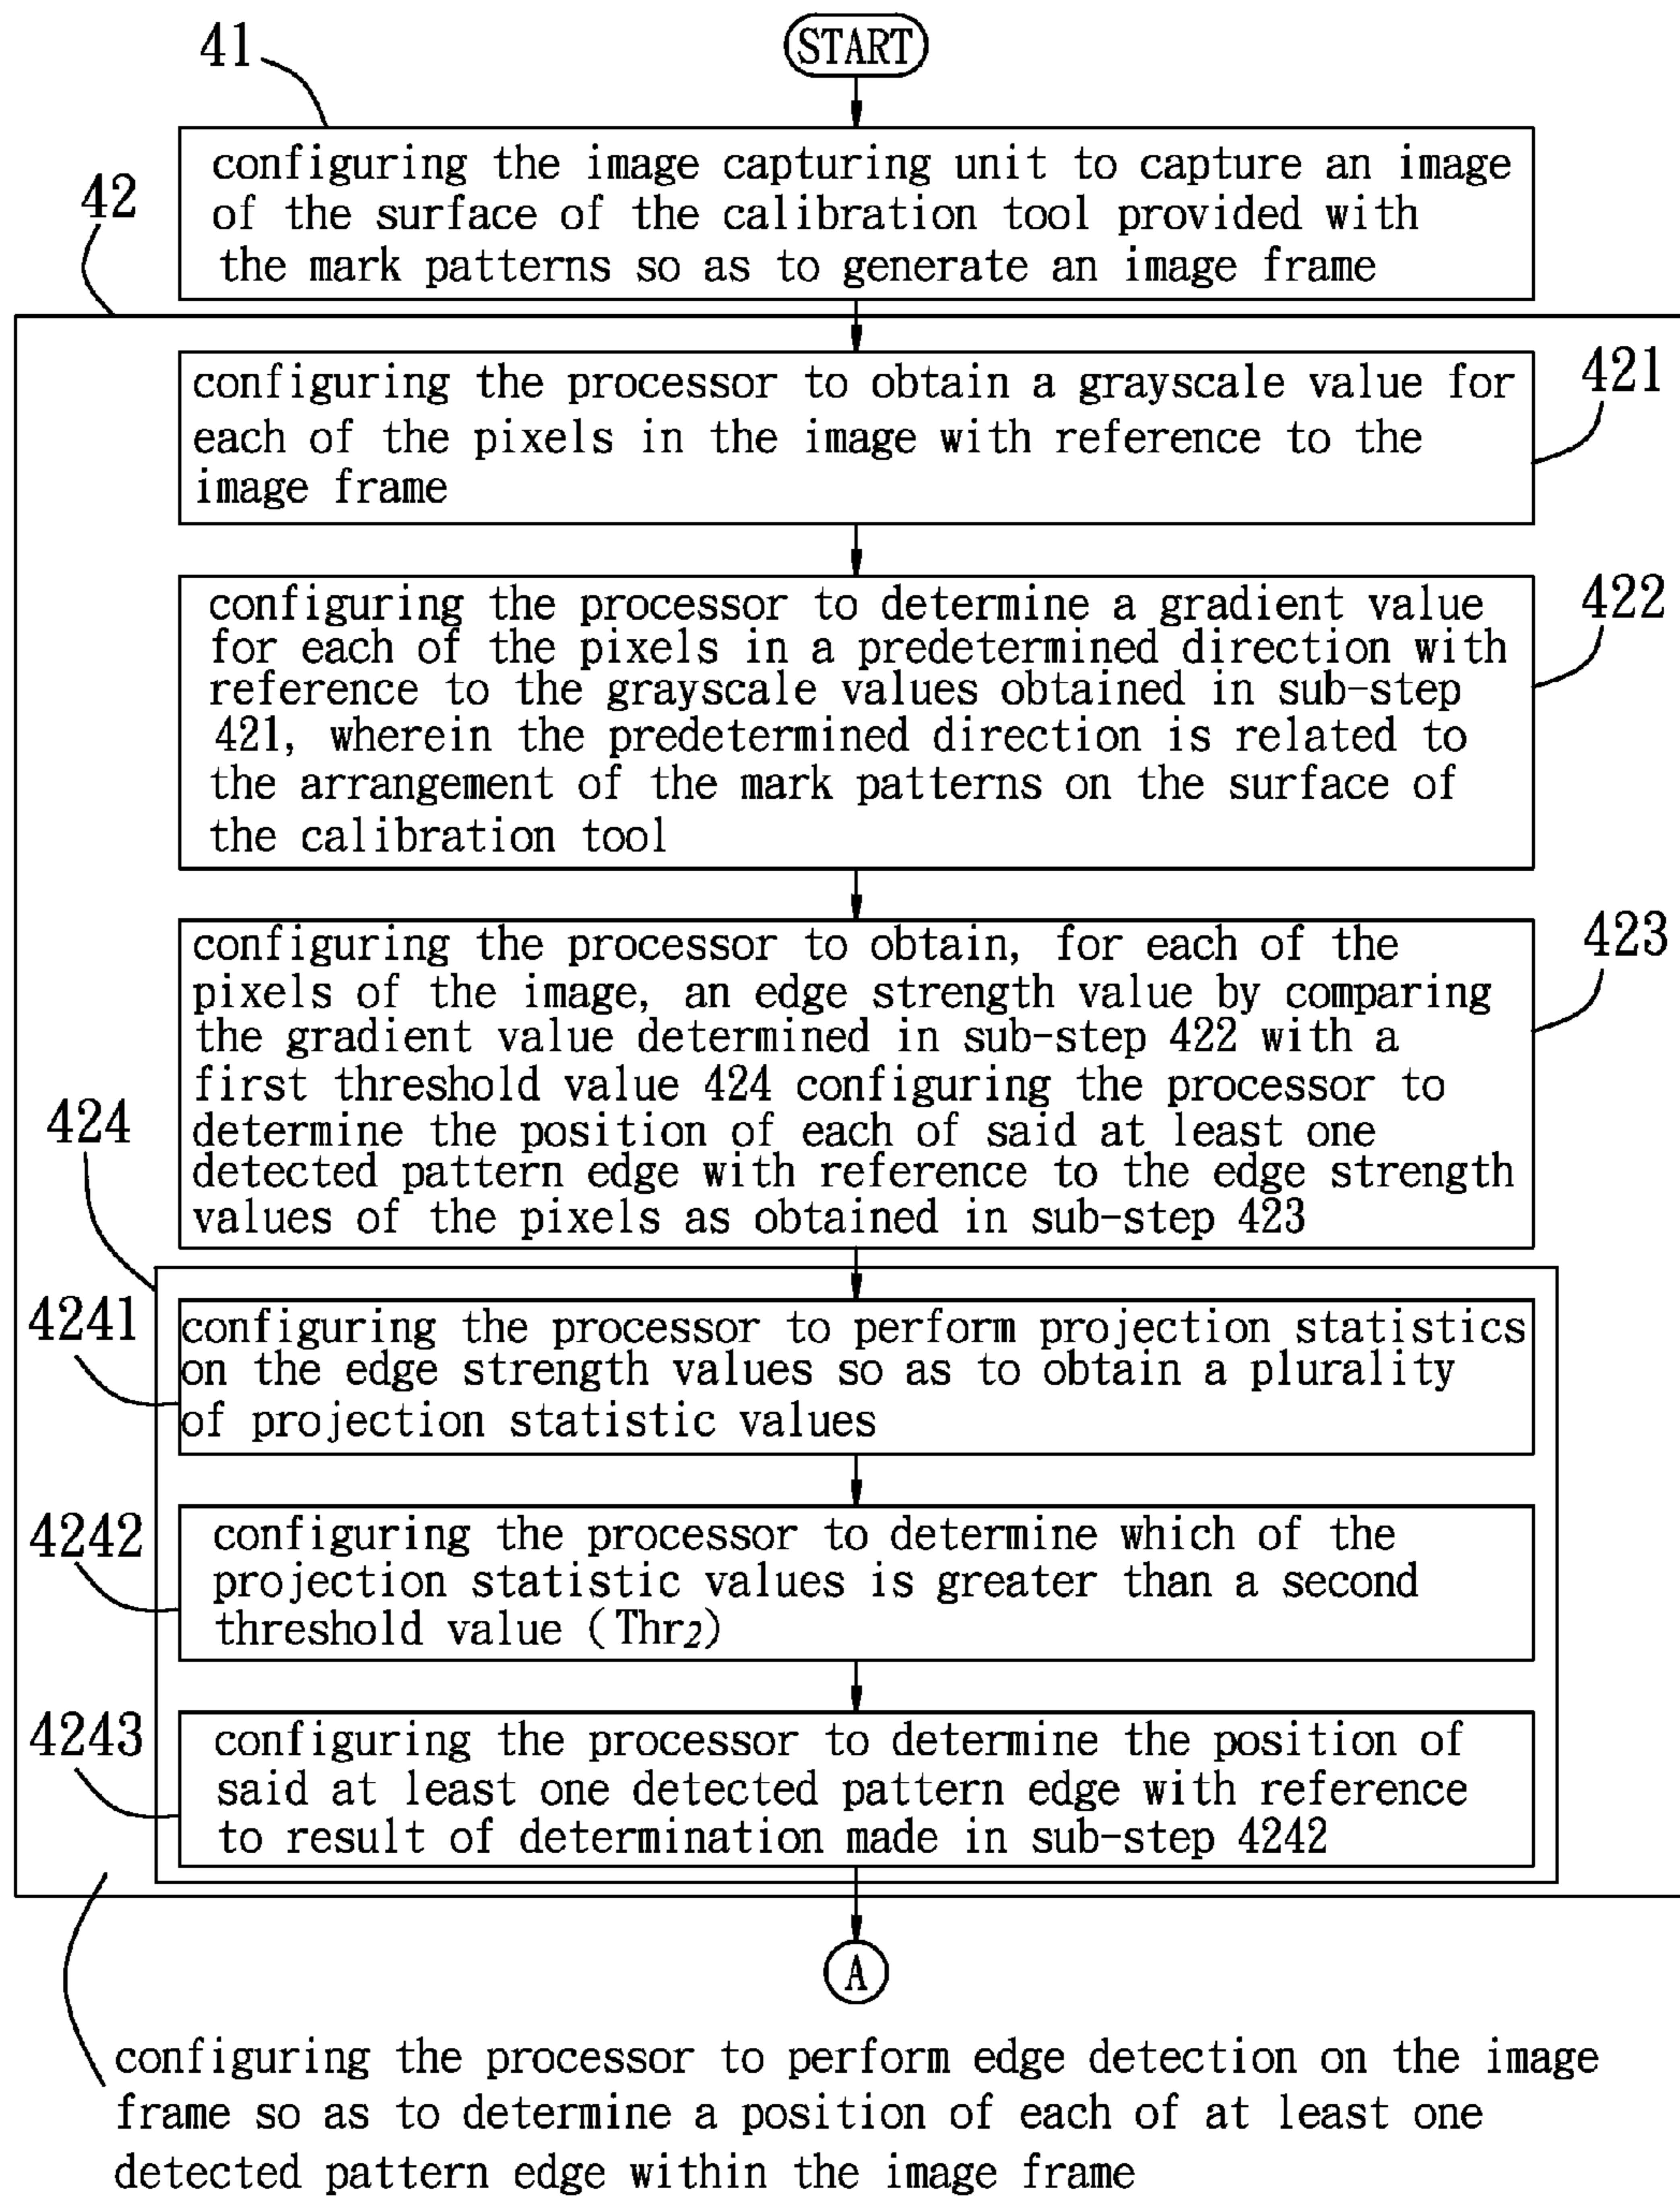 START
41
configuring the image capturing unit to capture an image
of the surface of the calibration tool provided with
the mark patterns so as to generate an image frame
42
configuring the processor to obtain a grayscale value for
each of the pixels in the image with reference to the
image frame
421
configuring the processor to determine a gradient value
for each of the pixels in a predetermined direction with
reference to the grayscale values obtained in sub-step
421, wherein the predetermined direction is related to
the arrangement of the mark patterns on the surface of
the calibration tool
422
configuring the processor to obtain, for each of the
pixels of the image, an edge strength value by comparing
the gradient value determined in sub-step 422 with a
first threshold value 424 configuring the processor to
determine the position of each of said at least one
detected pattern edge with reference to the edge strength
values of the pixels as obtained in sub-step 423
423
424
4241
configuring the processor to perform projection statistics
on the edge strength values so as to obtain a plurality
of projection statistic values
4242
configuring the processor to determine which of the
projection statistic values is greater than a second
threshold value (Thr2)
4243
configuring the processor to determine the position of
said at least one detected pattern edge with reference
to result of determination made in sub-step 4242
A
configuring the processor to perform edge detection on the image
frame so as to determine a position of each of at least one
detected pattern edge within the image frame